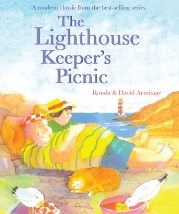 A modern classic from the best-selling series
The
Lighthouse
Keeper's
Picnic
Ronda & David Armitage